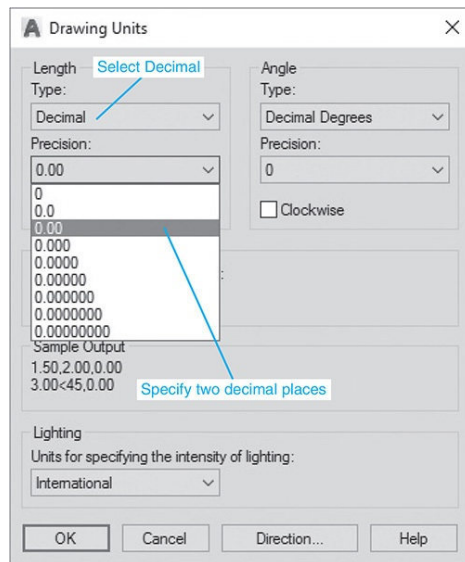 Drawing Units
Length
Select Decimal
Type:
Decimal
Precision:
0.00
0
0.0
0.00
0.000
0.0000
0.00000
0.000000
0.0000000
0.00000000
Angle
Type:
Decimal Degrees
Precision:
0
Clockwise
:
Sample Output
1.50,2.00,0.00
3.00<45,0.00
Specify two decimal places
Lighting
Units for specifying the intensity of lighting:
International
OK
Cancel
Direction...
Help